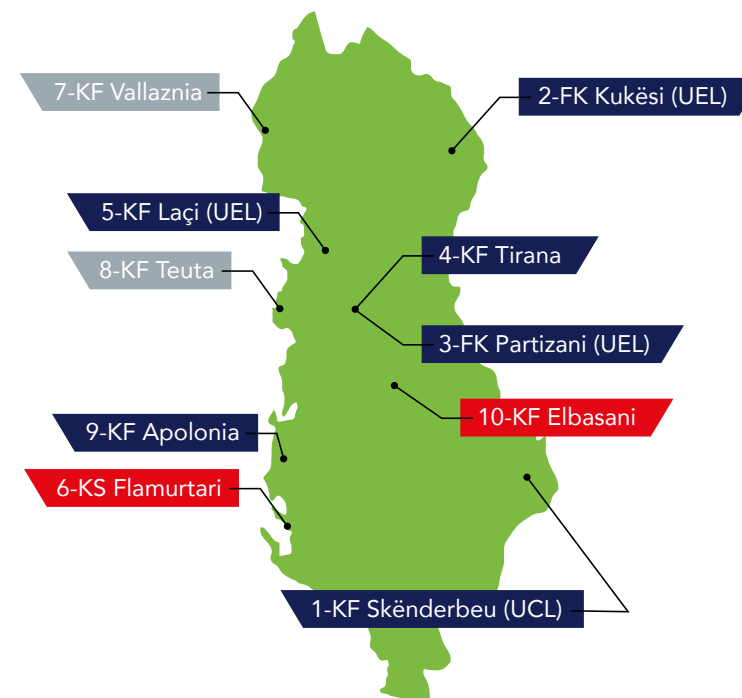 7-KF Vallaznia
2-FK Kukësi (UEL)
5-KF Laçi (UEL)
4-KF Tirana
8-KF Teuta
3-FK Partizani (UEL)
10-KF Elbasani
9-KF Apolonia
6-KS Flamurtari
1-KF Skënderbeu (UCL)